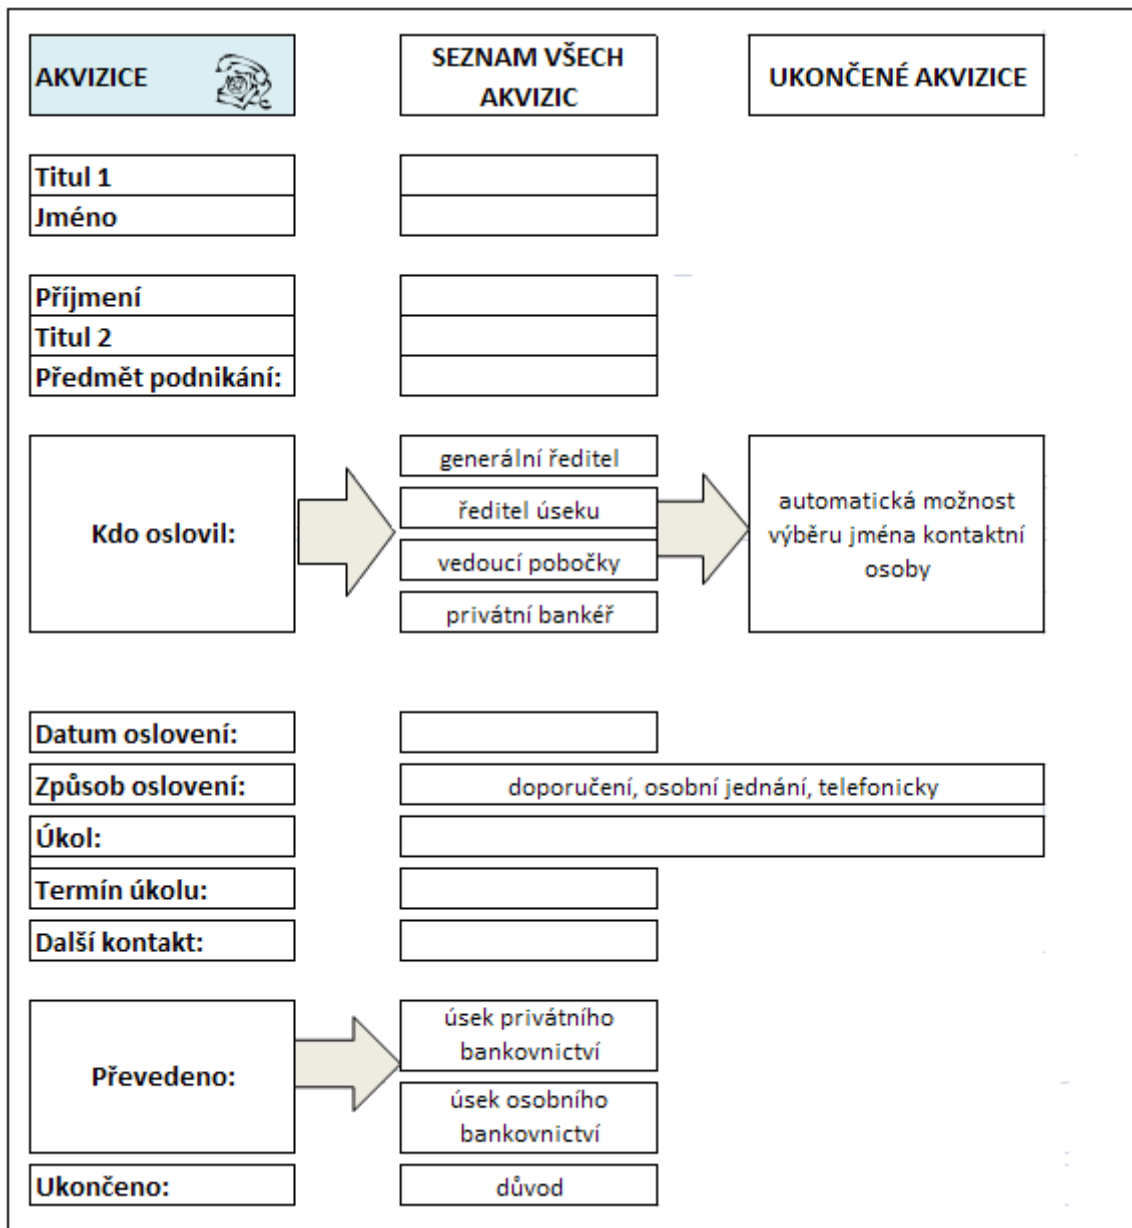 AKVIZICE
SEZNAM VŠECH
AKVIZIC
UKONČENÉ AKVIZICE
Titul 1
Jméno
Příjmení
Titul 2
Předmět podnikání:
Kdo oslovil:
generální ředitel
ředitel úseku
vedoucí pobočky
privátní bankéř
automatická možnost
výběru jména kontaktní
osoby
Datum oslovení:
Způsob oslovení:
doporučení, osobní jednání, telefonicky
Úkol:
Termín úkolu:
Další kontakt:
Převedeno:
úsek privátního
bankovnictví
úsek osobního
bankovnictví
Ukončeno:
důvod